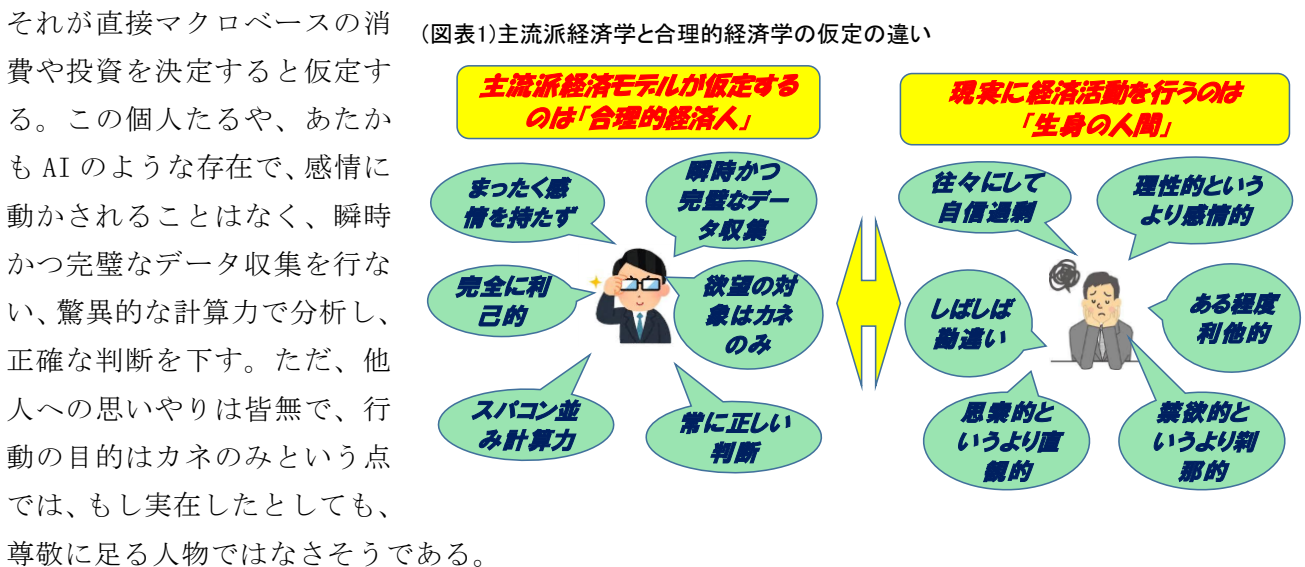 それが直接マクロベースの消
費や投資を決定すると仮定す
る。この個人たるや、あたか
も AI のような存在で、感情に
動かされることはなく、瞬時
かつ完璧なデータ収集を行な
い、驚異的な計算力で分析し、
正確な判断を下す。ただ、他
人への思いやりは皆無で、行
動の目的はカネのみという点
では、もし実在したとしても、
尊敬に足る人物ではなさそうである。
(図表1)主流派経済学と合理的経済学の仮定の違い
主流派経済モデルが仮定する
のは「合理的経済人」
まったく感
情を持たず
瞬時かつ
完璧なデー
タ収集
完全に利
己的
欲望の対
象はカネ
のみ
スパコン並
み計算力
常に正しい
判断
現実に経済活動を行うのは
「生身の人間」
往々にして
自信過剰
理性的という
より感情的
しばしば
勘違い
ある程度
利他的
思索的と
いうより直
観的
禁欲的と
いうより刹
那的